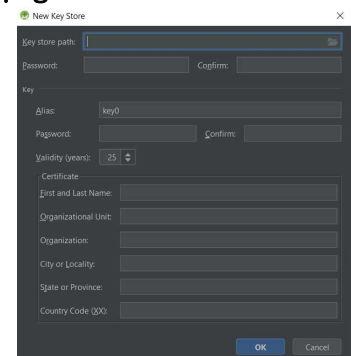 New Key Store
Key store path:
Password: Confirm:
Key
Alias: key0
Password: Confirm:
Validity (years): 25
Certificate
First and Last Name:
Organizational Unit:
Organization:
City or Locality:
State or Province:
Country Code (XX):
OK Cancel